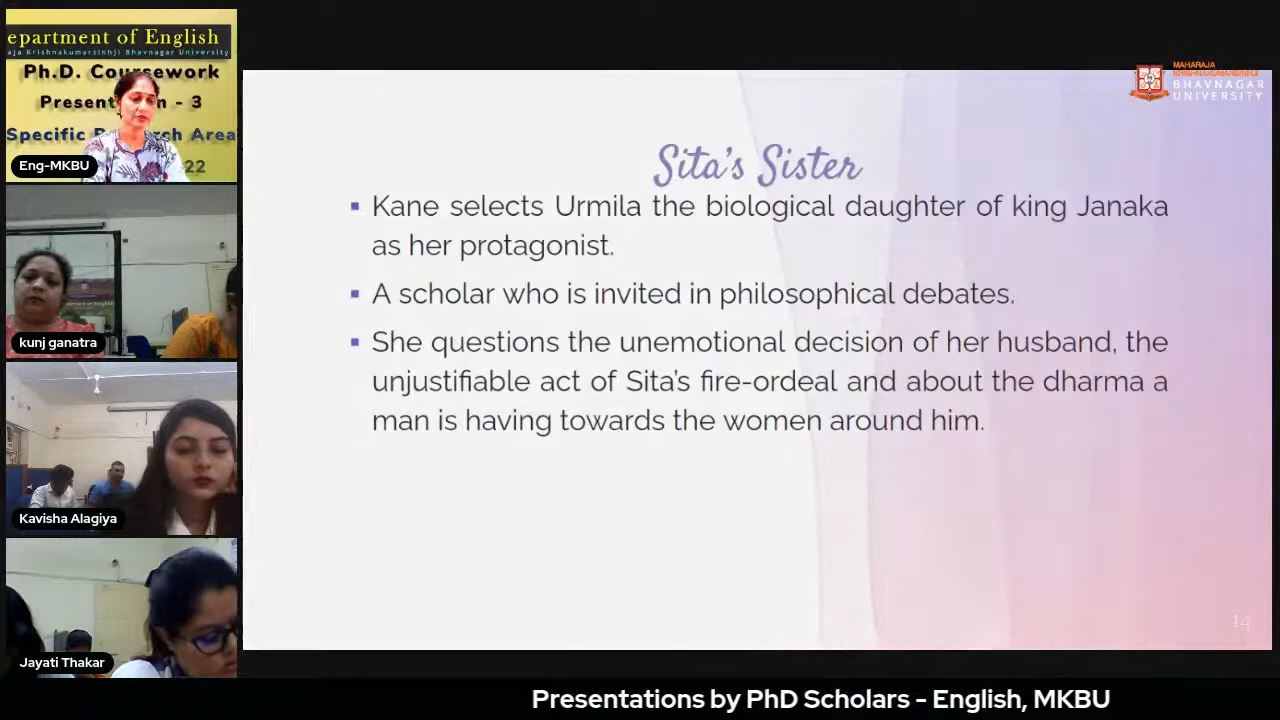 epartment of English
aja Krishnakumarsinhji Bhavnagar University
Ph.D. Coursework
- 3
Specific
Area
22
Eng-MKBU
kunj ganatra
Kavisha Alagiya
Jayati Thakar
MAHARAJA
KRISHNAKUMARSINHJI
BHAVNAGAR
UNIVERSITY
Sita's Sister
▪ Kane selects Urmila the biological daughter of king Janaka
as her protagonist.
▪ A scholar who is invited in philosophical debates.
▪ She questions the unemotional decision of her husband, the
unjustifiable act of Sita's fire-ordeal and about the dharma a
man is having towards the women around him.
14
Presentations by PhD Scholars - English, MKBU